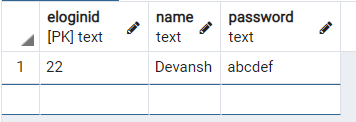 eloginid name password
[PK] text text text
1 22 Devansh abcdef